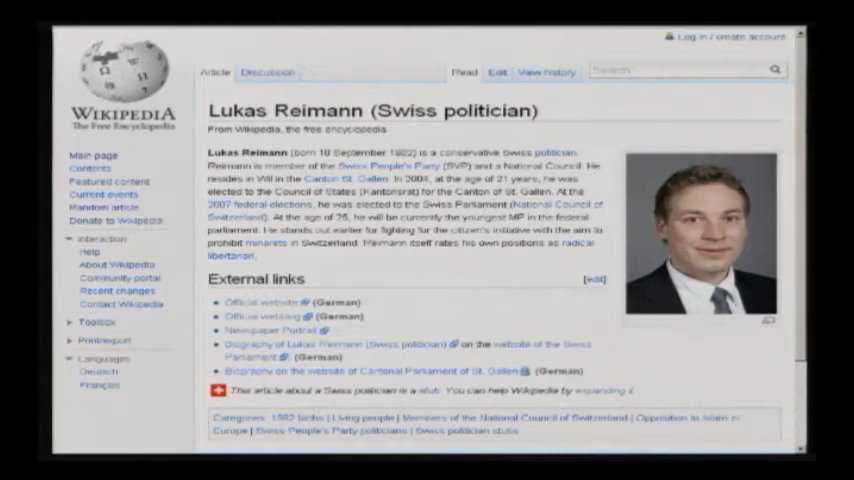 Log in / create account
Article Discussion Read Edit View history Search
WIKIPEDIA
The Free Encyclopedia
Lukas Reimann (Swiss politician)
From Wikipedia, the free encyclopedia
Main page
Contents
Featured content
Current events
Random article
Donate to Wikipedia
Interaction
Help
About Wikipedia
Community portal
Recent changes
Contact Wikipedia
Toolbox
Print/export
Languages
Deutsch
Français
Lukas Reimann (born 18 September 1982) is a conservative Swiss politician.
Reimann is member of the Swiss People's Party (SVP) and a National Council. He
resides in Wil in the Canton St. Gallen. In 2004, at the age of 21 years, he was
elected to the Council of States (Kantonsrat) for the Canton of St. Gallen. At the
2007 federal elections, he was elected to the Swiss Parliament (National Council of
Switzerland). At the age of 25, he will be currently the youngest MP in the federal
parliament. He stands out earlier for fighting for the citizen's initiative with the aim to
prohibit minarets in Switzerland. Reimann itself rates his own positions as radical
libertarian.
External links [edit]
Official website (German)
Official weblog (German)
Newspaper Portrait
Biography of Lukas Reimann (Swiss politician) on the website of the Swiss
Parliament (German)
Biography on the website of Cantonal Parliament of St. Gallen (German)
This article about a Swiss politician is a stub. You can help Wikipedia by expanding it
Categories: 1982 births | Living people | Members of the National Council of Switzerland | Opposition to Islam in
Europe | Swiss People's Party politicians | Swiss politician stubs